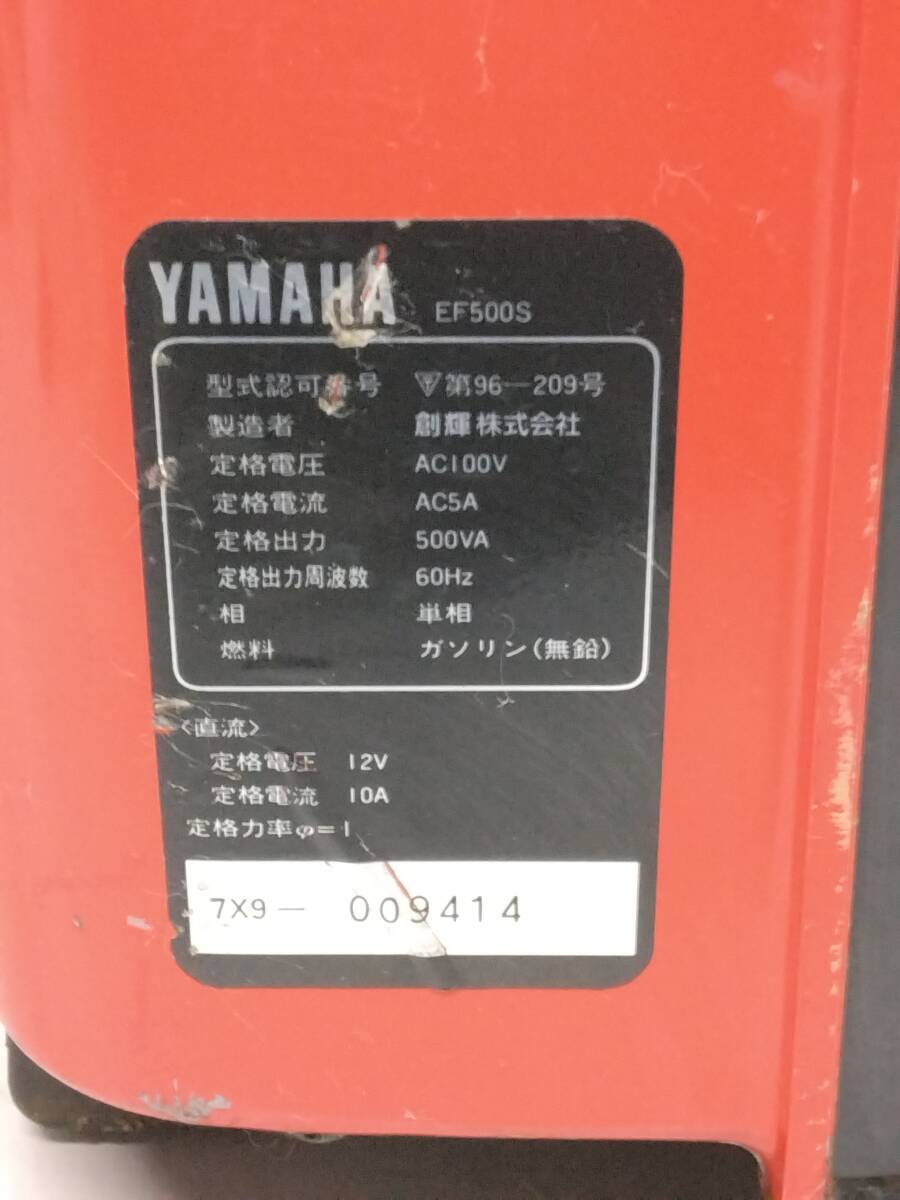 YAMAHA EF500S
型式認可番号 第96-209号
製造者 創輝株式会社
定格電圧 AC100V
定格電流 AC5A
定格出力 500VA
定格出力周波数 60Hz
相 単相
燃料 ガソリン(無鉛)
<直流>
定格電圧 12V
定格電流 10A
定格力率φ=1
7X9- 009414